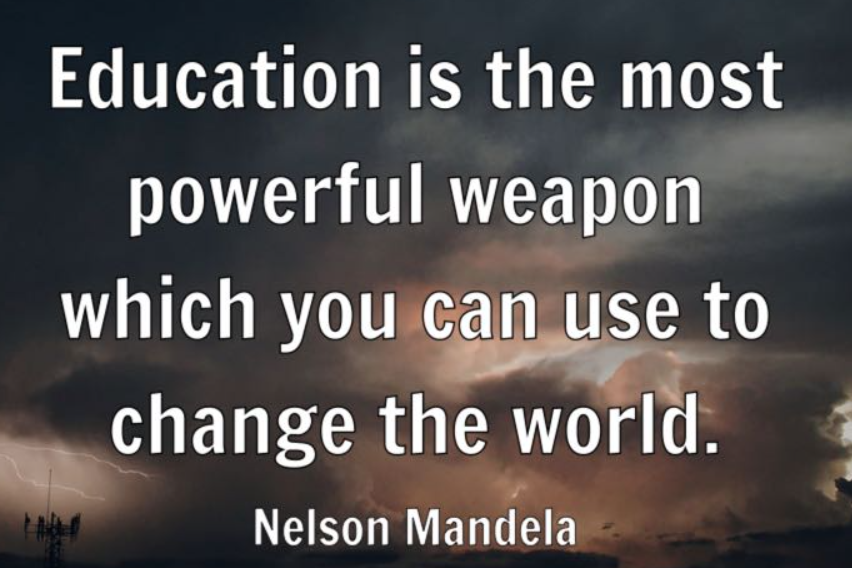 Education is the most
powerful weapon
which you can use to
change the world.
Nelson Mandela